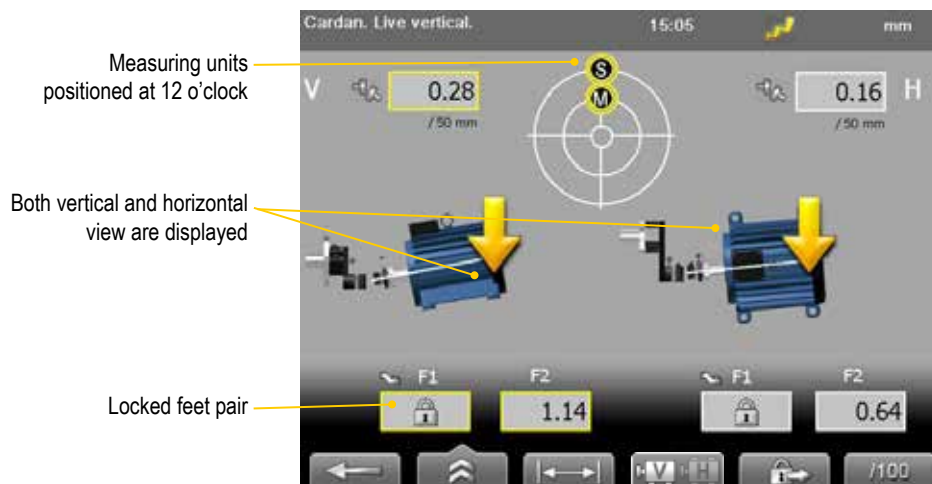 Cardan. Live vertical. 15:05 mm
Measuring units
positioned at 12 o'clock
V 0.28 S 0.16 H
M
/ 50 mm / 50 mm
Both vertical and horizontal
view are displayed
F1 F2 F1 F2
Locked feet pair
1.14 0.64
V H /100